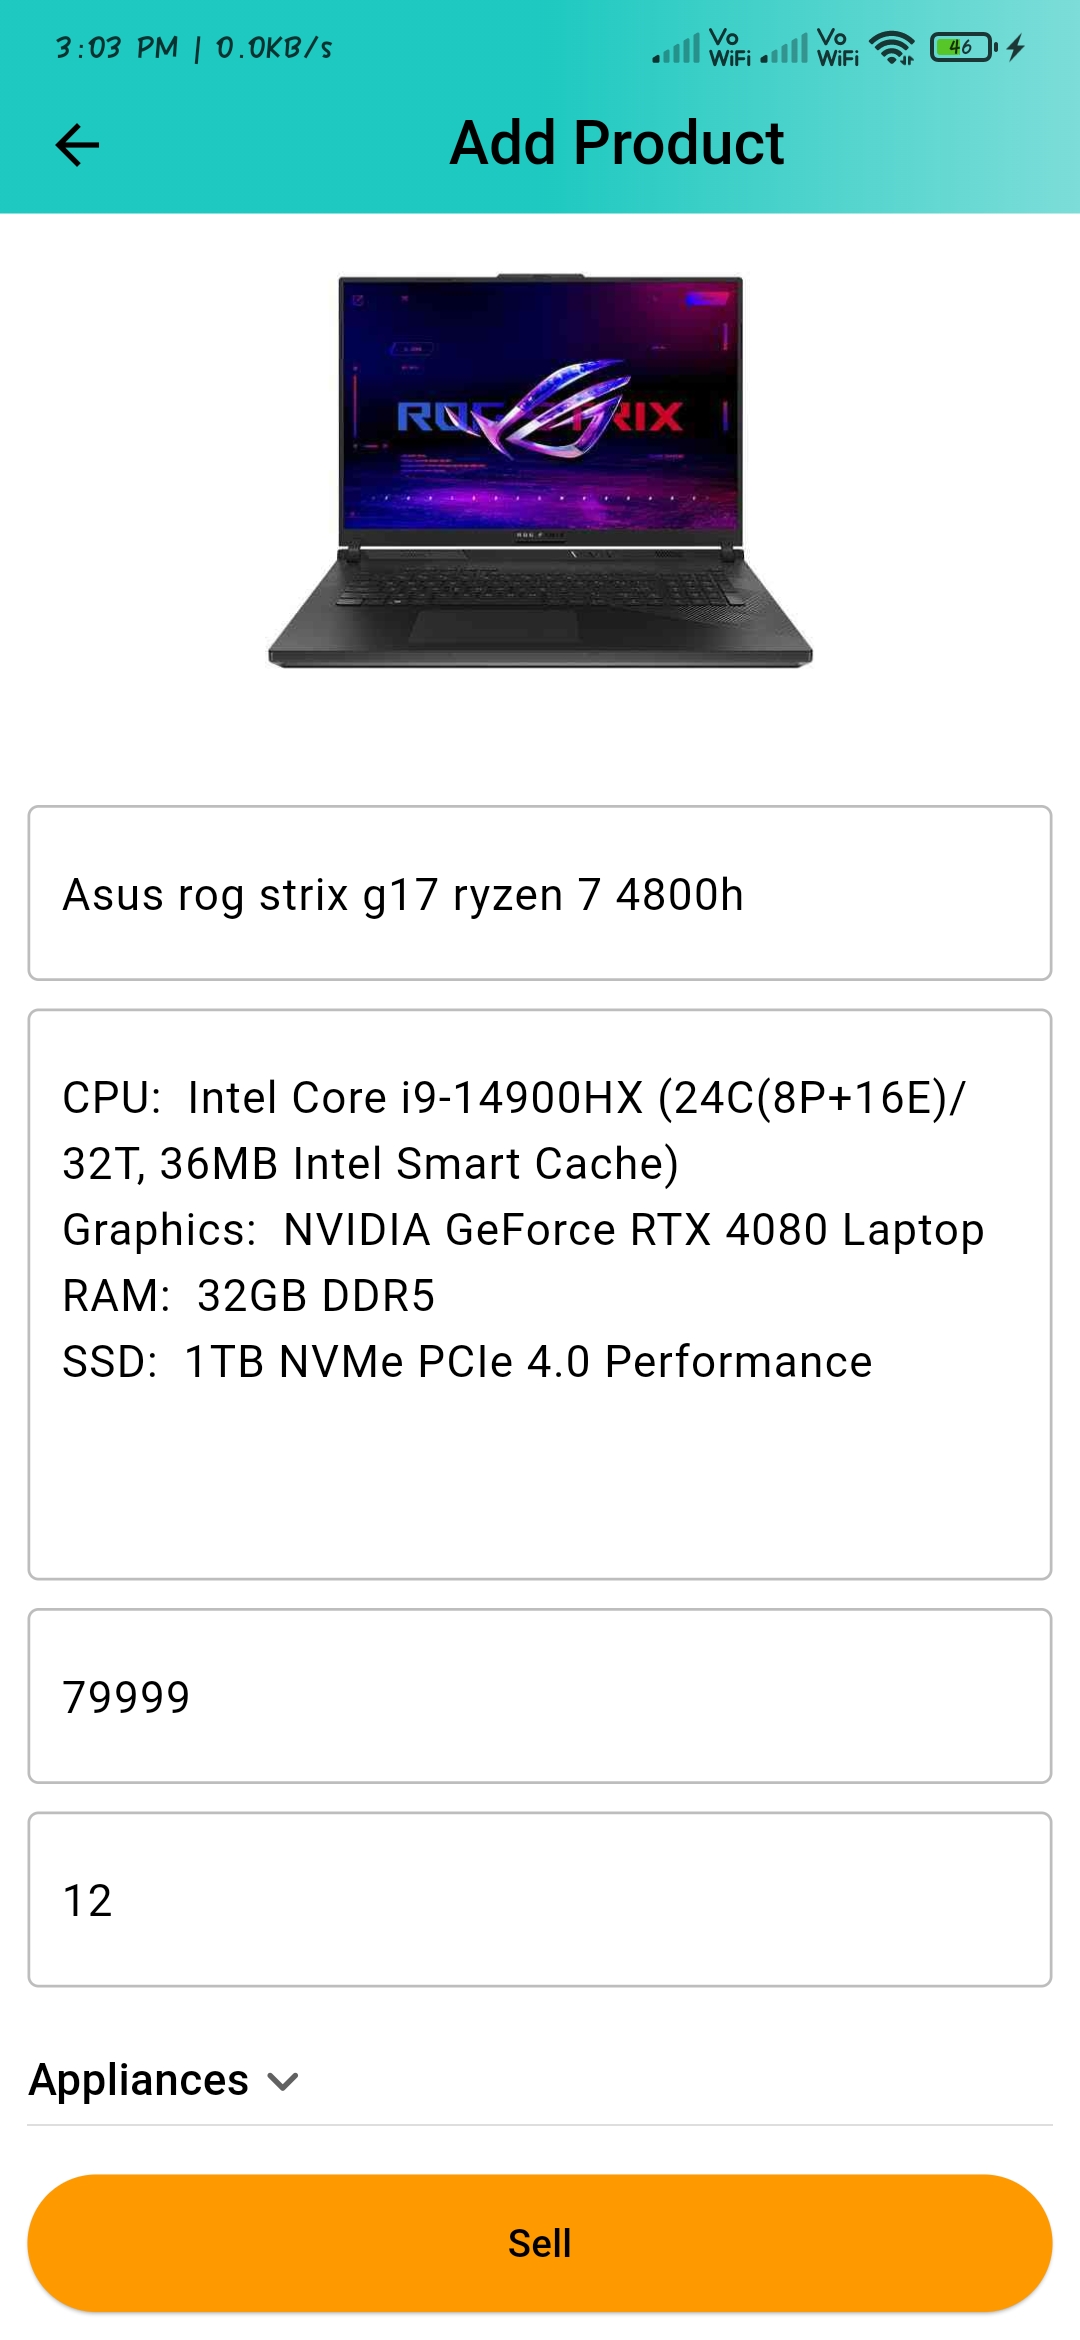 3:03 PM | 0.0KB/s Vo WiFi Vo WiFi 46
Add Product
ROG STRIX
Asus rog strix g17 ryzen 7 4800h
CPU:  Intel Core i9-14900HX (24C(8P+16E)/
32T, 36MB Intel Smart Cache)
Graphics:  NVIDIA GeForce RTX 4080 Laptop
RAM:  32GB DDR5
SSD:  1TB NVMe PCIe 4.0 Performance
79999
12
Appliances
Sell